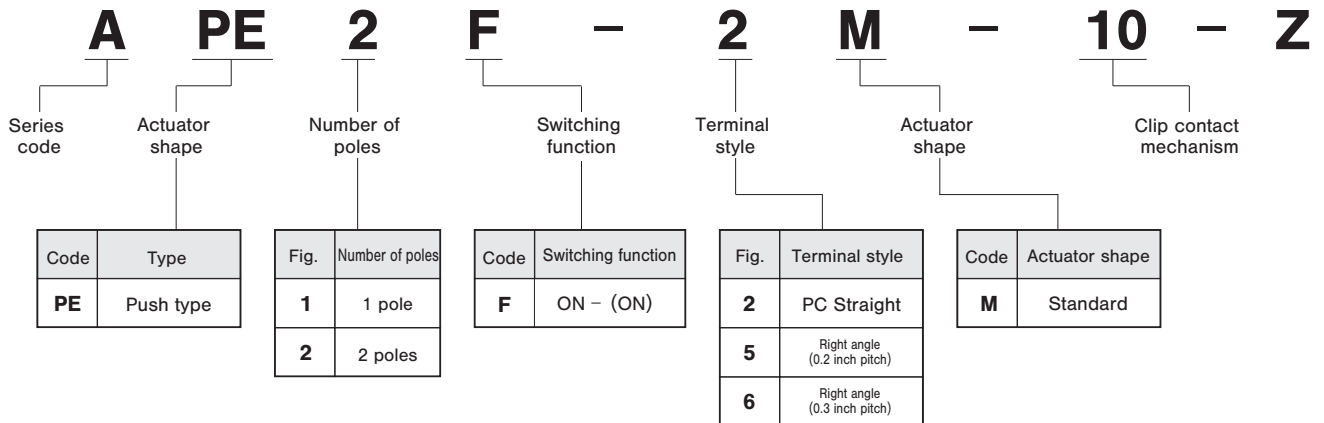 A PE 2 F - 2 M - 10 - Z
Series
code
Actuator
shape
Number of
poles
Switching
function
Terminal
style
Actuator
shape
Clip contact
mechanism
Code Type
PE Push type
Fig. Number of poles
1 1 pole
2 2 poles
Code Switching function
F ON - (ON)
Fig. Terminal style
2 PC Straight
5 Right angle
(0.2 inch pitch)
6 Right angle
(0.3 inch pitch)
Code Actuator shape
M Standard